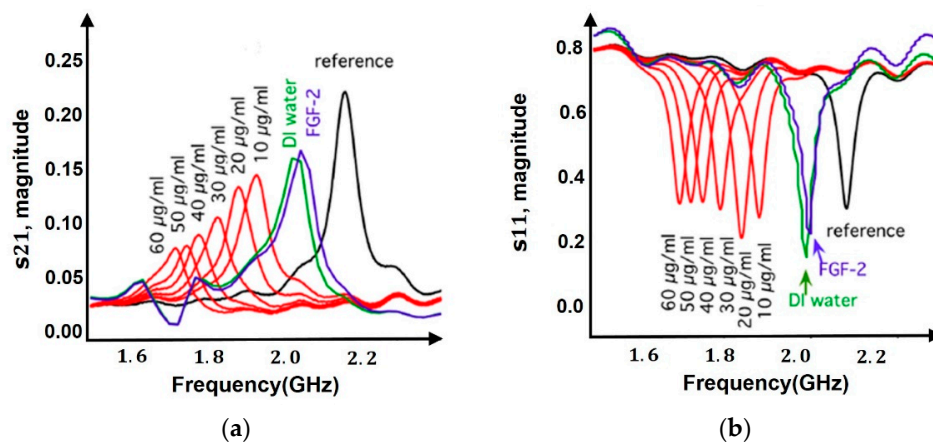 0.25
0.20
0.15
0.10
0.05
0.00
s21, magnitude
60 µg/ml
50 µg/ml
40 µg/ml
30 µg/ml
20 µg/ml
10 µg/ml
DI water
FGF-2
reference
1.6
1.8
2.0
2.2
Frequency(GHz)
(a)
0.8
0.6
0.4
0.2
0.0
s11, magnitude
60 µg/ml
50 µg/ml
40 µg/ml
30 µg/ml
20 µg/ml
10 µg/ml
reference
FGF-2
DI water
1.6
1.8
2.0
2.2
Frequency(GHz)
(b)